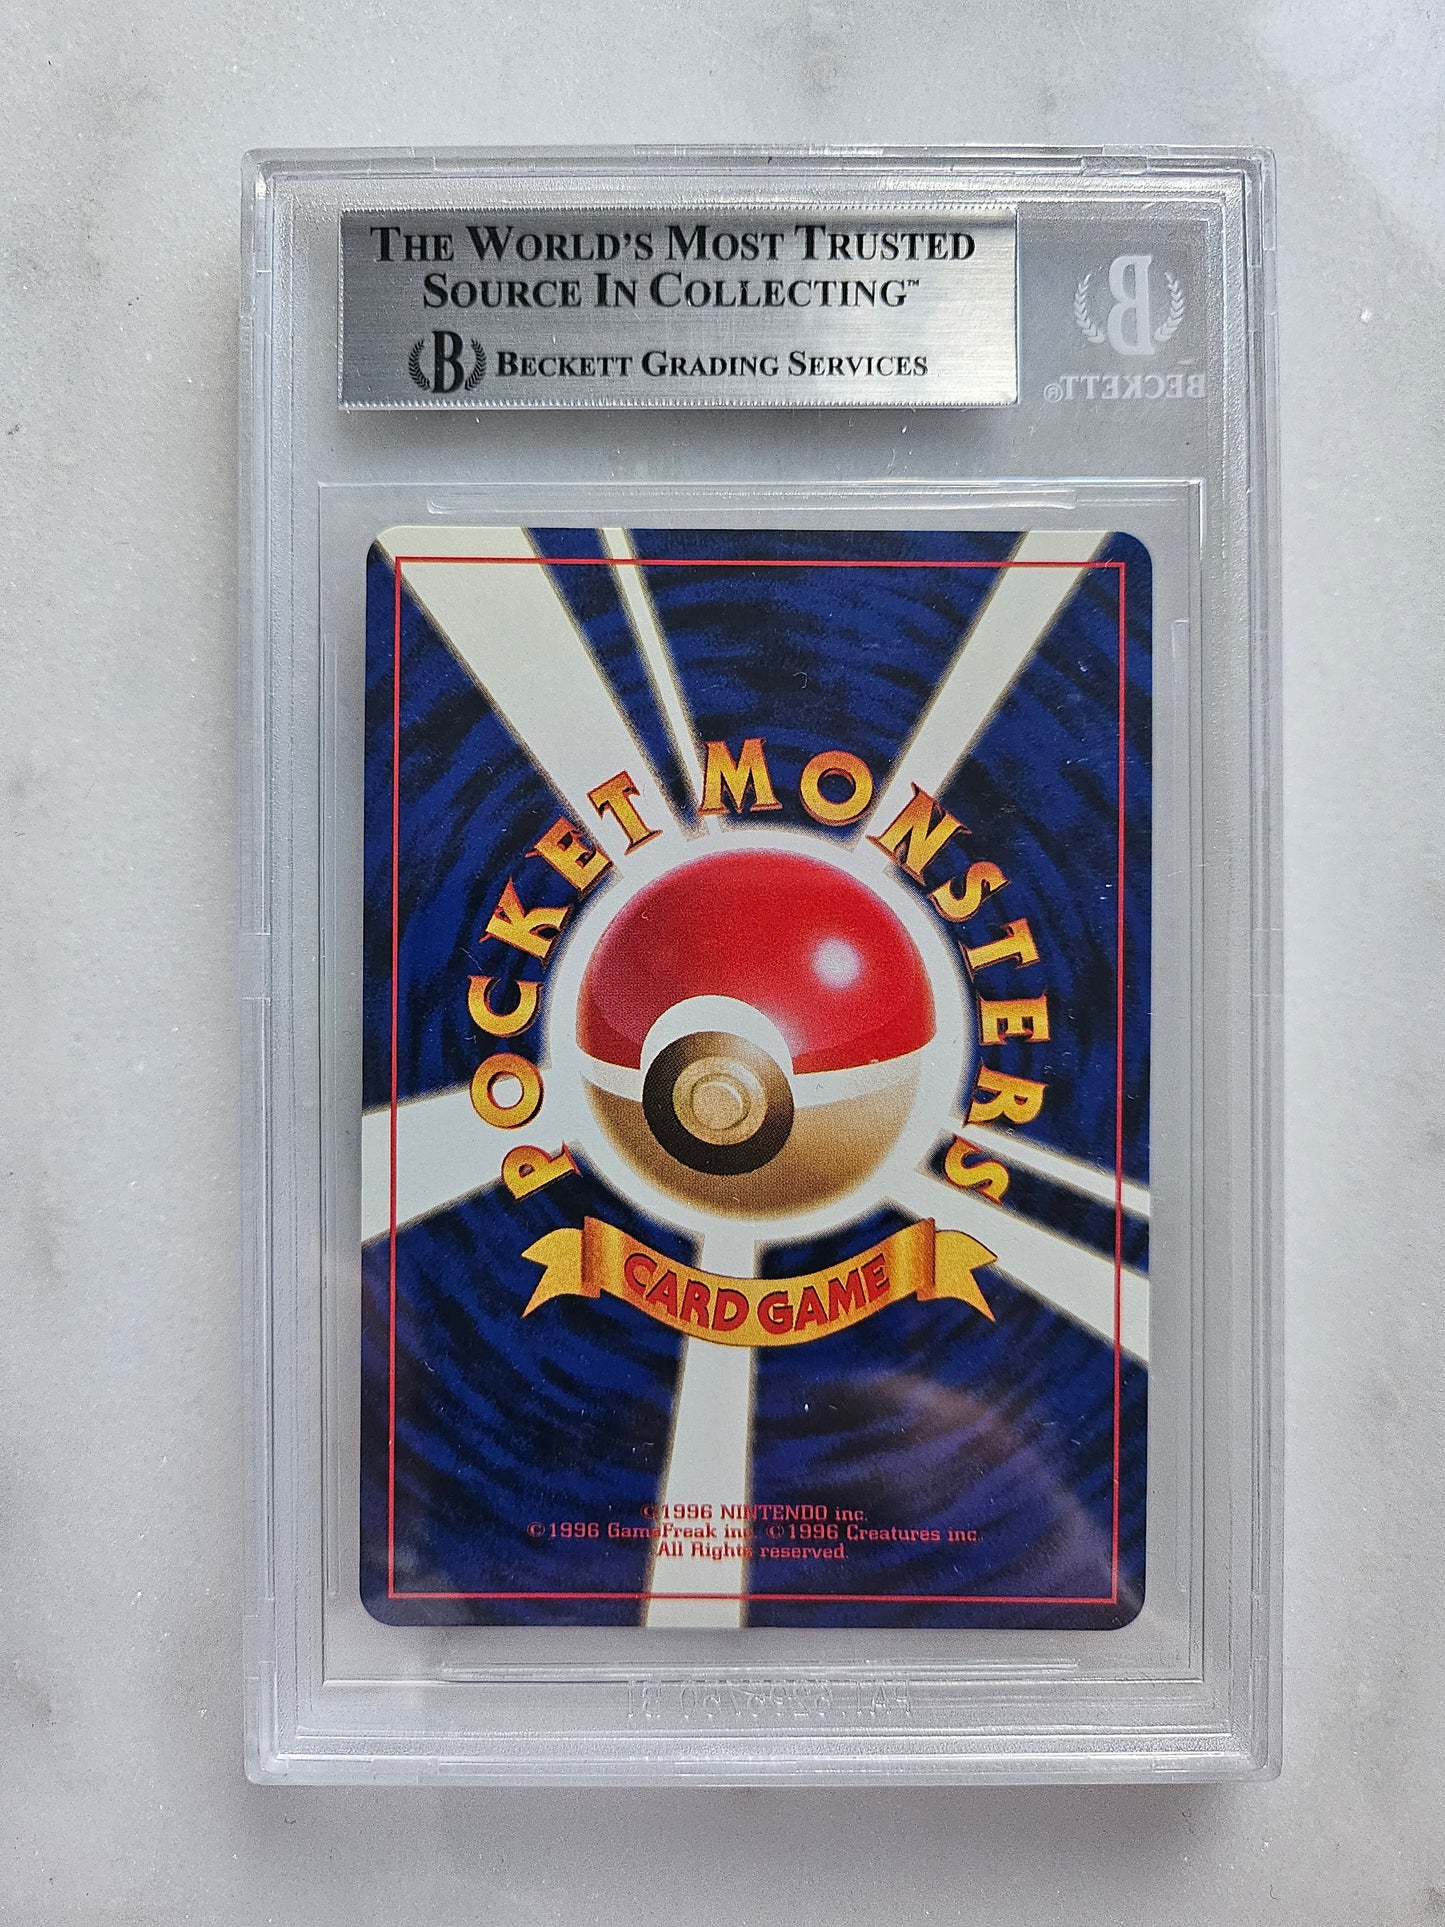 THE WORLD'S MOST TRUSTED
SOURCE IN COLLECTING™
B BECKETT GRADING SERVICES
B
BECKETT®
POCKET MONSTERS
CARD GAME
©1996 NINTENDO inc.
©1996 GameFreak inc. ©1996 Creatures inc.
All Rights reserved.